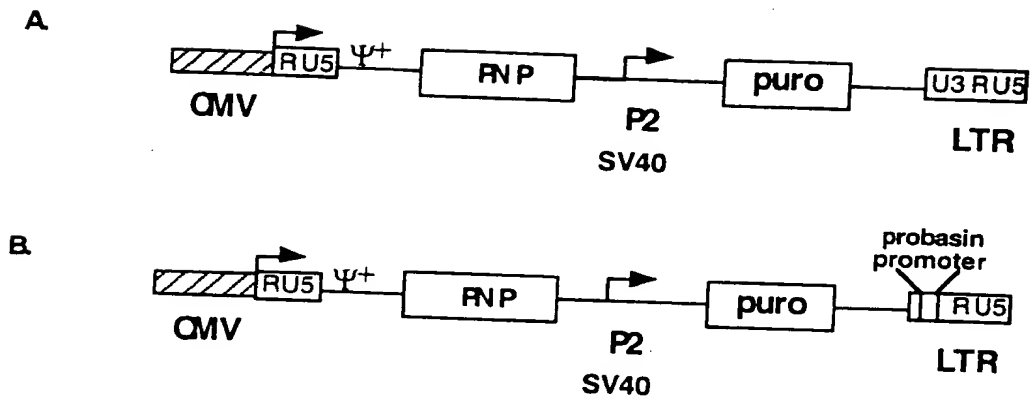 A.
RU5 Ψ+ PNP puro U3 RU5
CMV P2 LTR
SV40
B.
probasin
promoter
RU5 Ψ+ PNP puro RU5
CMV P2 LTR
SV40